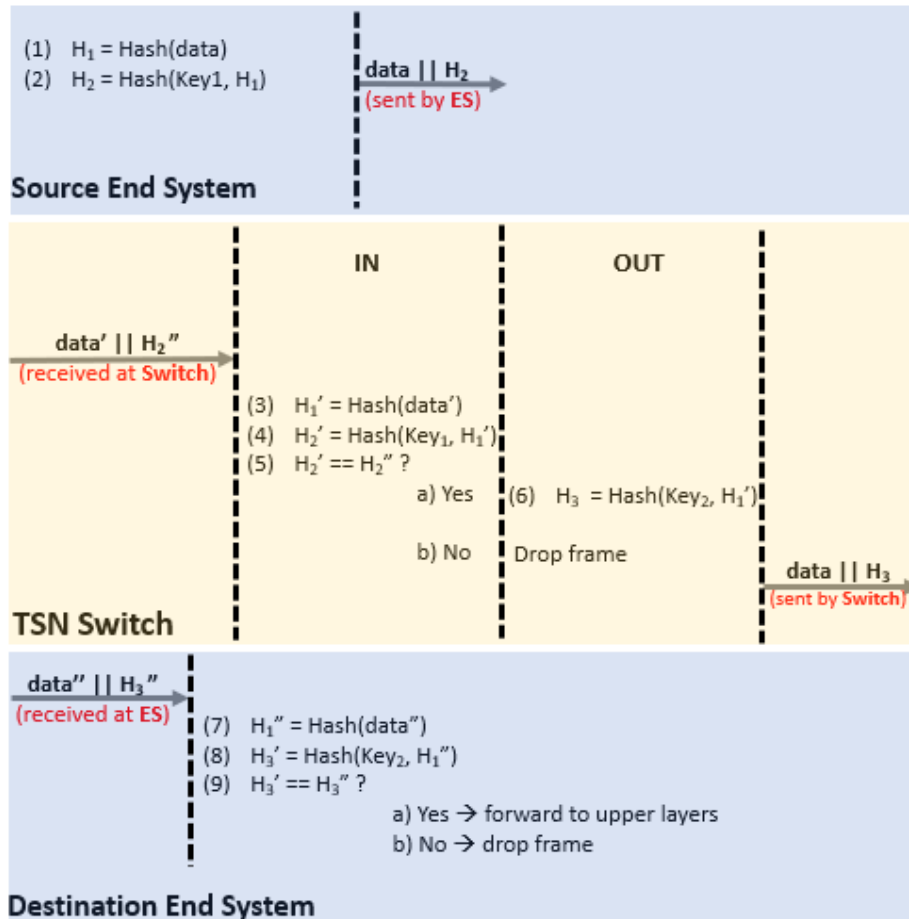 (1) H₁ = Hash(data)
(2) H₂ = Hash(Key1, H₁)
data || H₂
(sent by ES)
Source End System
IN
OUT
data′ || H₂″
(received at Switch)
(3) H₁′ = Hash(data′)
(4) H₂′ = Hash(Key₁, H₁′)
(5) H₂′ == H₂″ ?
a) Yes
(6) H₃ = Hash(Key₂, H₁′)
b) No
Drop frame
data || H₃
(sent by Switch)
TSN Switch
data″ || H₃″
(received at ES)
(7) H₁″ = Hash(data″)
(8) H₃′ = Hash(Key₂, H₁″)
(9) H₃′ == H₃″ ?
a) Yes → forward to upper layers
b) No → drop frame
Destination End System